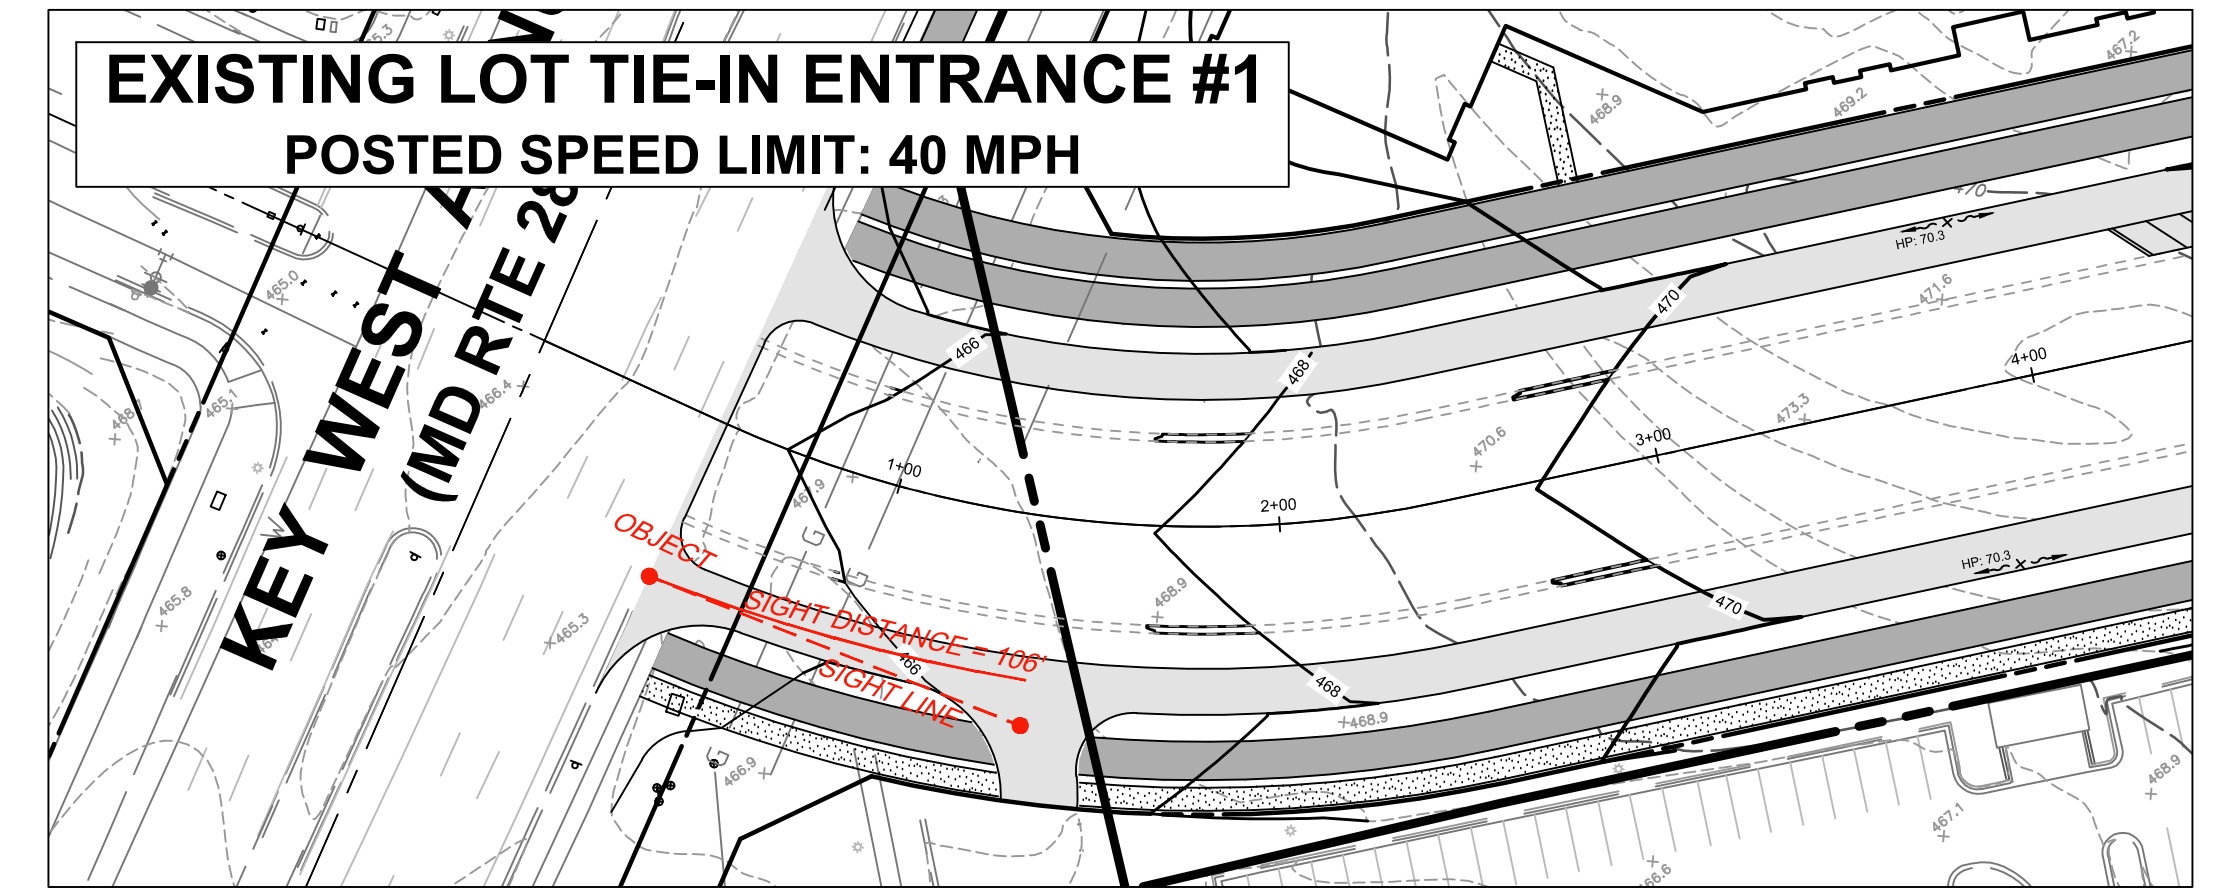 EXISTING LOT TIE-IN ENTRANCE #1
POSTED SPEED LIMIT: 40 MPH
KEY WEST
(MD RTE 28
OBJECT
SIGHT DISTANCE = 106'
SIGHT LINE
1+00
2+00
3+00
4+00
466
468
470
466
468
470
470
HP: 70.3
HP: 70.3
467.2
469.2
468.9
471.6
473.3
470.6
468.9
468.9
465.0
465.1
466.4
465.3
465.8
466.9
467.1
468.9
G
G
G
W